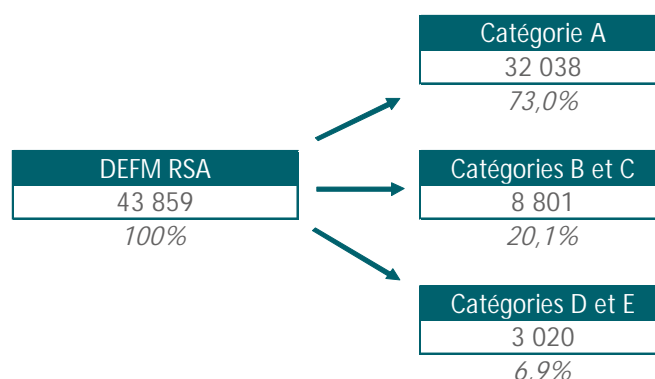 Catégorie A
32 038
73,0%
DEFM RSA
43 859
100%
Catégories B et C
8 801
20,1%
Catégories D et E
3 020
6,9%